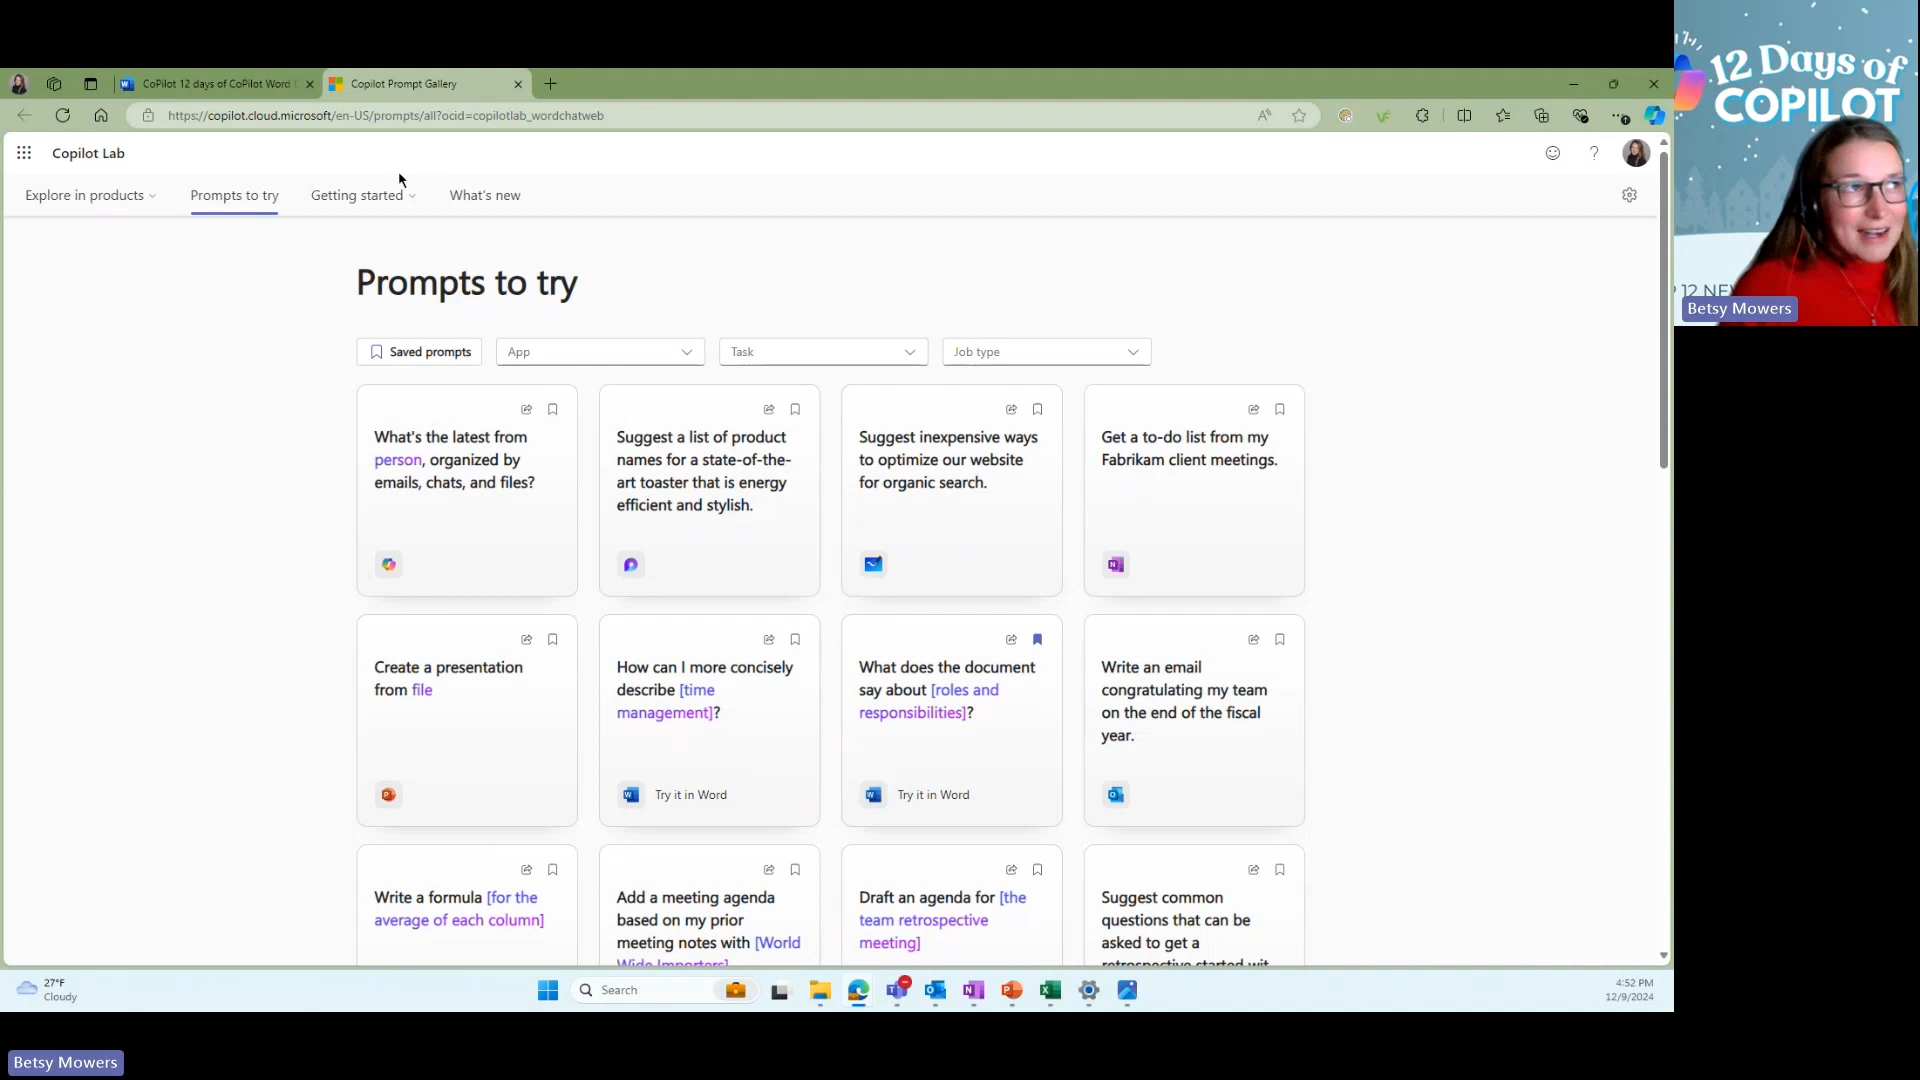 CoPilot 12 days of CoPilot Word
Copilot Prompt Gallery
https://copilot.cloud.microsoft/en-US/prompts/all?ocid=copilotlab_wordchatweb
Copilot Lab
Explore in products
Prompts to try
Getting started
What's new
Prompts to try
Saved prompts
App
Task
Job type
What's the latest from
person, organized by
emails, chats, and files?
Suggest a list of product
names for a state-of-the-
art toaster that is energy
efficient and stylish.
Suggest inexpensive ways
to optimize our website
for organic search.
Get a to-do list from my
Fabrikam client meetings.
Create a presentation
from file
How can I more concisely
describe [time
management]?
Try it in Word
What does the document
say about [roles and
responsibilities]?
Try it in Word
Write an email
congratulating my team
on the end of the fiscal
year.
Write a formula [for the
average of each column]
Add a meeting agenda
based on my prior
meeting notes with [World
Wide Importers]
Draft an agenda for [the
team retrospective
meeting]
Suggest common
questions that can be
asked to get a
retrospective started wit
27°F
Cloudy
Search
4:52 PM
12/9/2024
12 Days of
COPILOT
12 NE
Betsy Mowers
Betsy Mowers